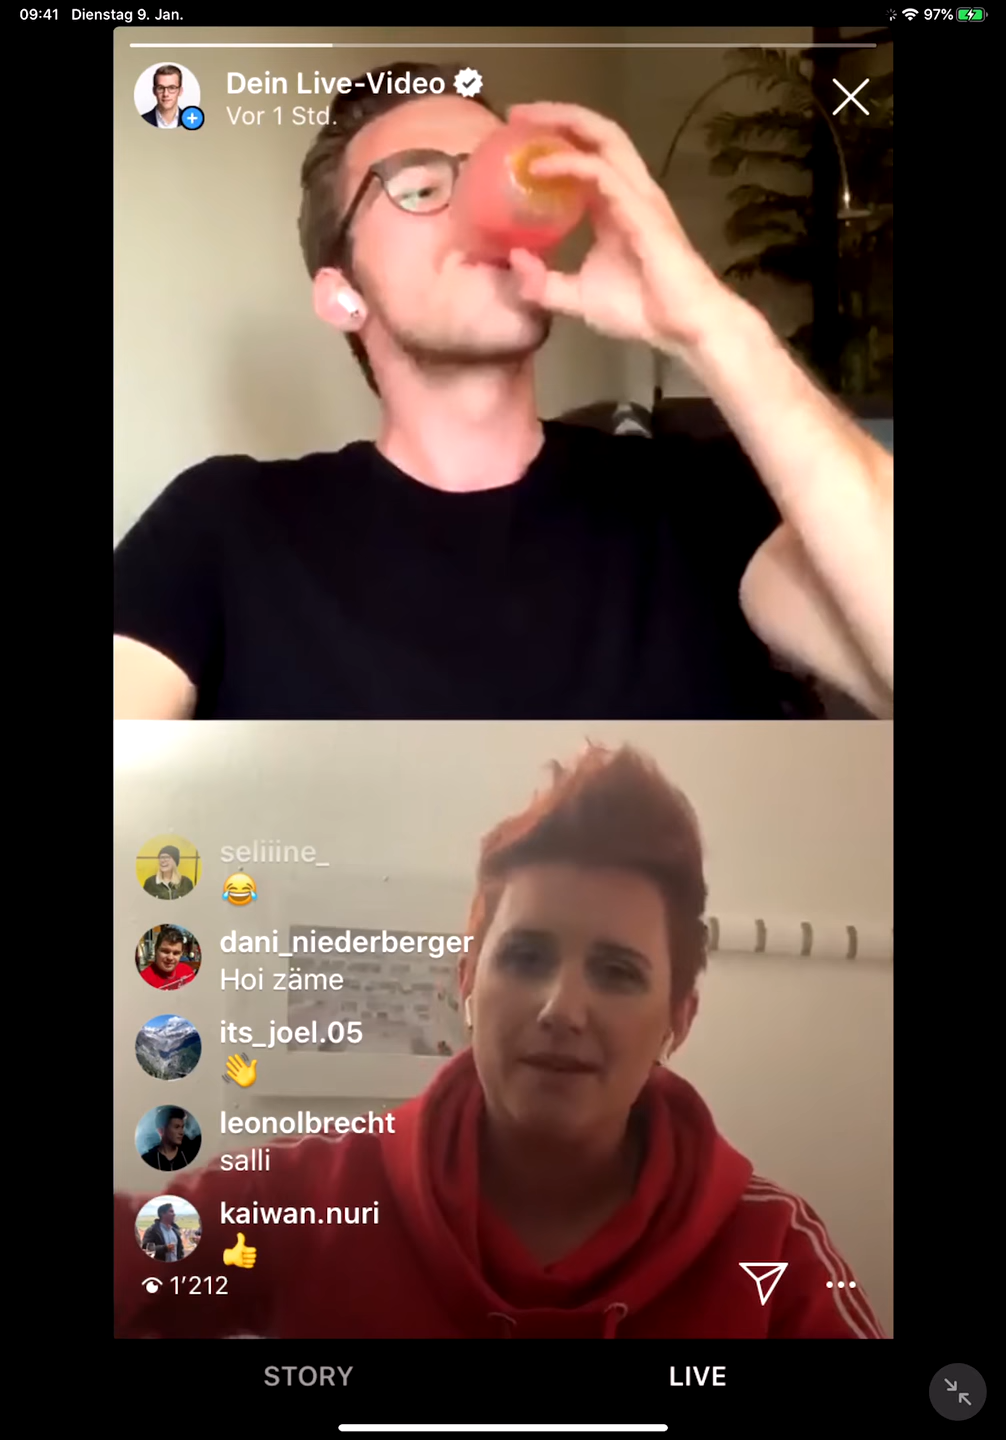 09:41 Dienstag 9. Jan.
97%
Dein Live-Video
Vor 1 Std.
seliiine_
😂
dani_niederberger
Hoi zäme
its_joel.05
👋
leonolbrecht
salli
kaiwan.nuri
👍
1’212
STORY
LIVE